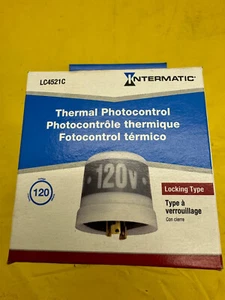 LC4521C
INTERMATIC
Thermal Photocontrol
Photocontrôle thermique
Fotocontrol térmico
120
120v
Locking Type
Type à
verrouillage
Con cierre